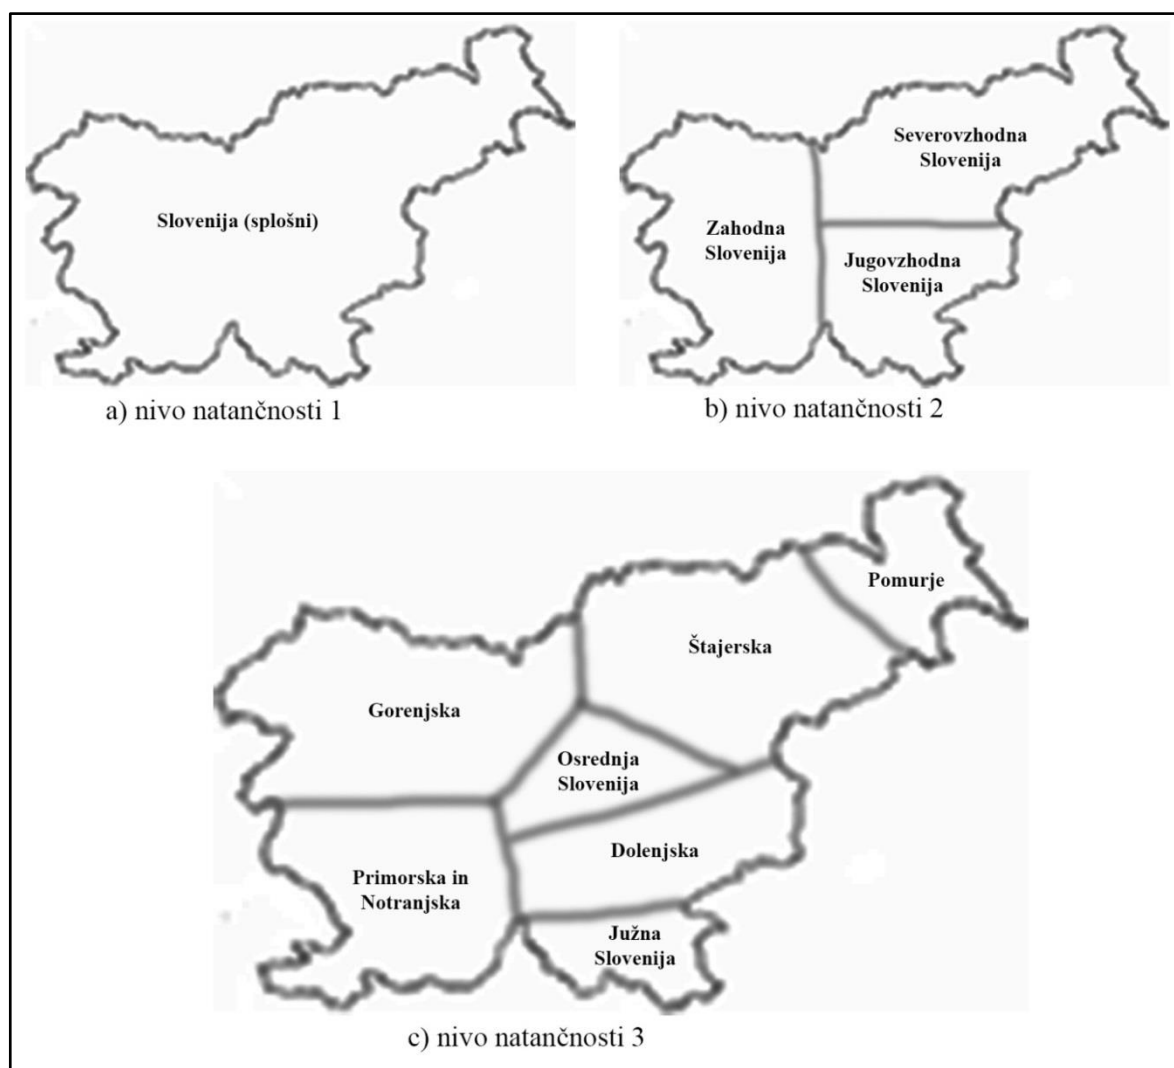 Slovenija (splošni)
a) nivo natančnosti 1
Severovzhodna
Slovenija
Zahodna
Slovenija
Jugovzhodna
Slovenija
b) nivo natančnosti 2
Pomurje
Štajerska
Gorenjska
Osrednja
Slovenija
Dolenjska
Primorska in
Notranjska
Južna
Slovenija
c) nivo natančnosti 3